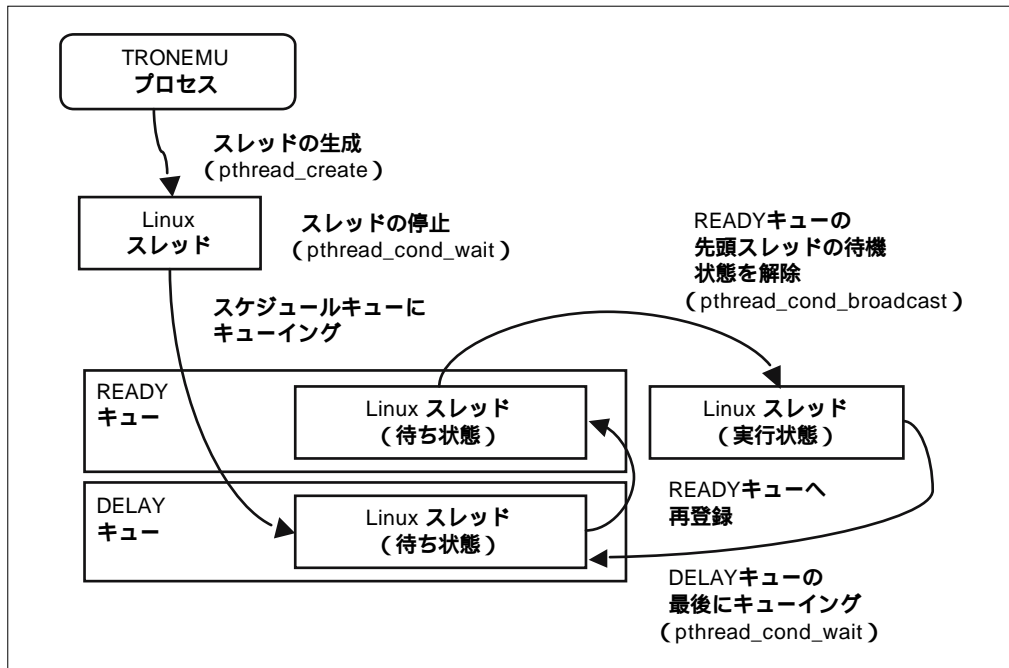 TRONEMU
プロセス
スレッドの生成
（pthread_create）
Linux
スレッド
スレッドの停止
（pthread_cond_wait）
スケジュールキューに
キューイング
READYキューの
先頭スレッドの待機
状態を解除
（pthread_cond_broadcast）
READY
キュー
Linux スレッド
（待ち状態）
Linux スレッド
（実行状態）
DELAY
キュー
Linux スレッド
（待ち状態）
READYキューへ
再登録
DELAYキューの
最後にキューイング
（pthread_cond_wait）